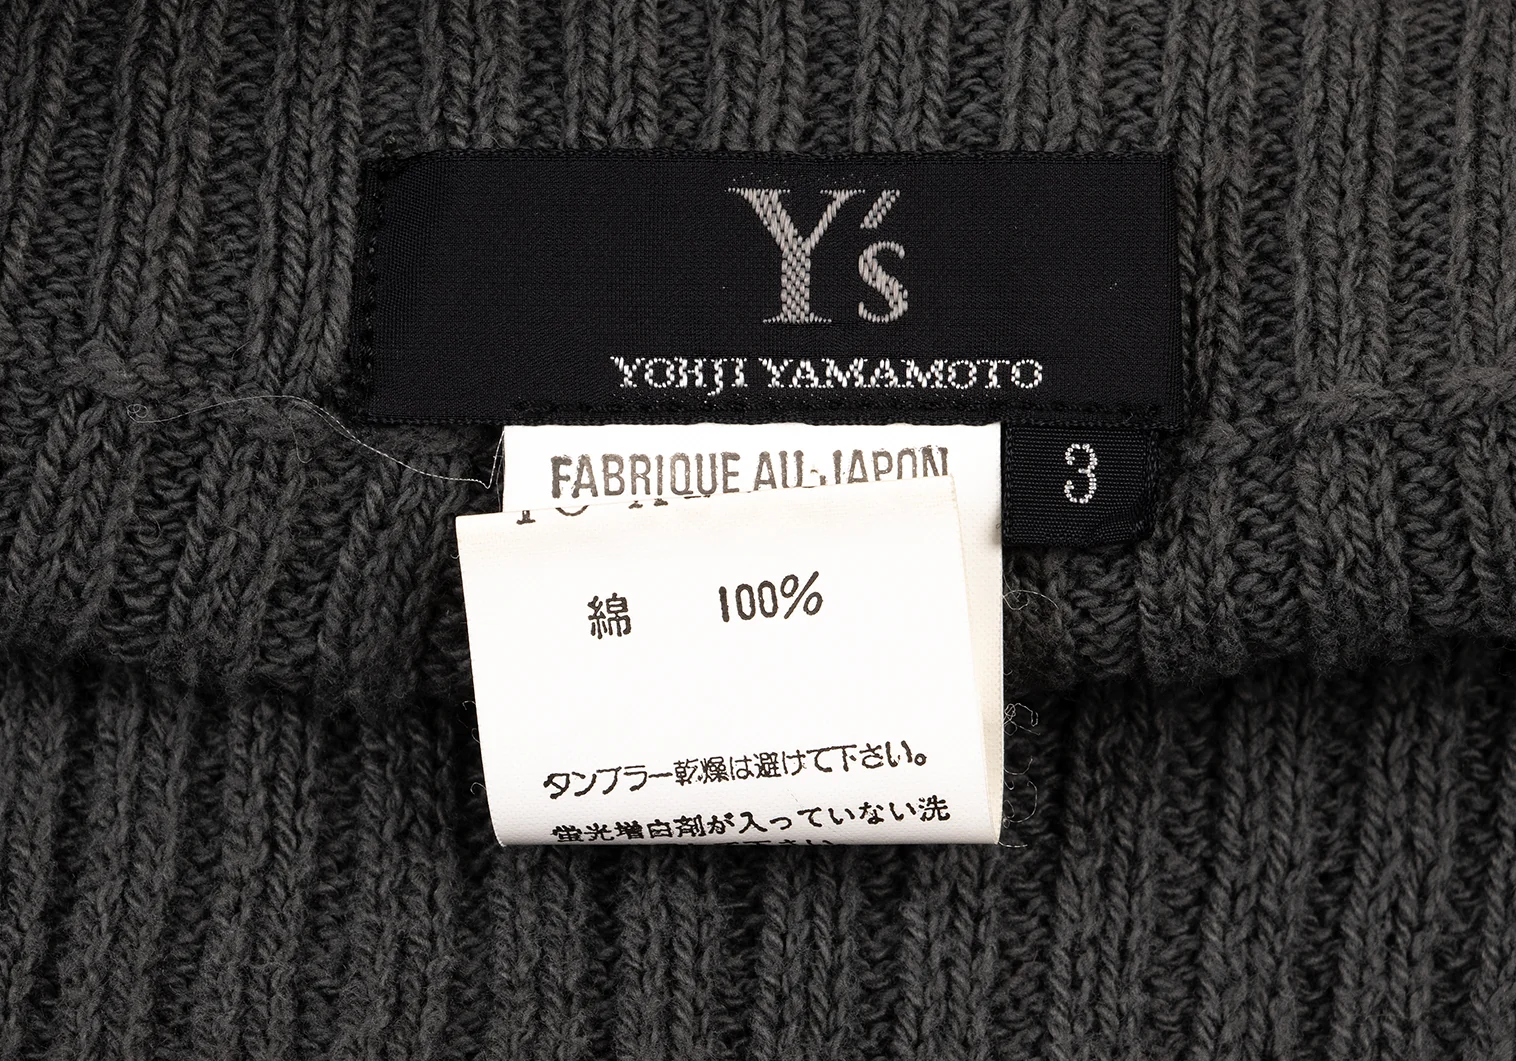 Y's
YOHJI YAMAMOTO
FABRIQUE AU JAPON
3
綿 100%
タンブラー乾燥は避けて下さい。
蛍光増白剤が入っていない洗